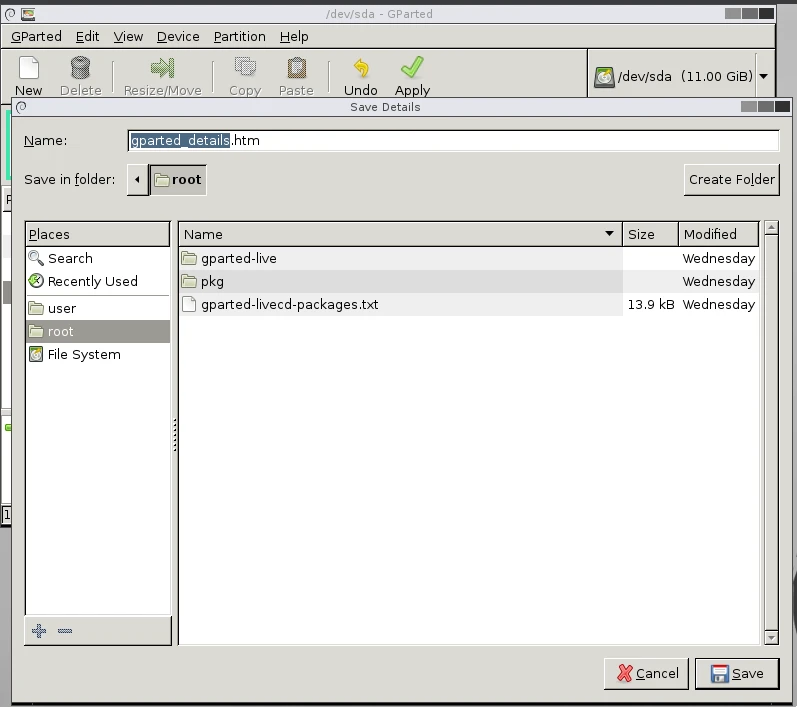 /dev/sda - GParted
GParted Edit View Device Partition Help
New Delete Resize/Move Copy Paste Undo Apply /dev/sda (11.00 GiB)
Save Details
Name: gparted_details.htm
Save in folder: root Create Folder
Places Name Size Modified
Search gparted-live Wednesday
Recently Used pkg Wednesday
user gparted-livecd-packages.txt 13.9 kB Wednesday
root
File System
Cancel Save